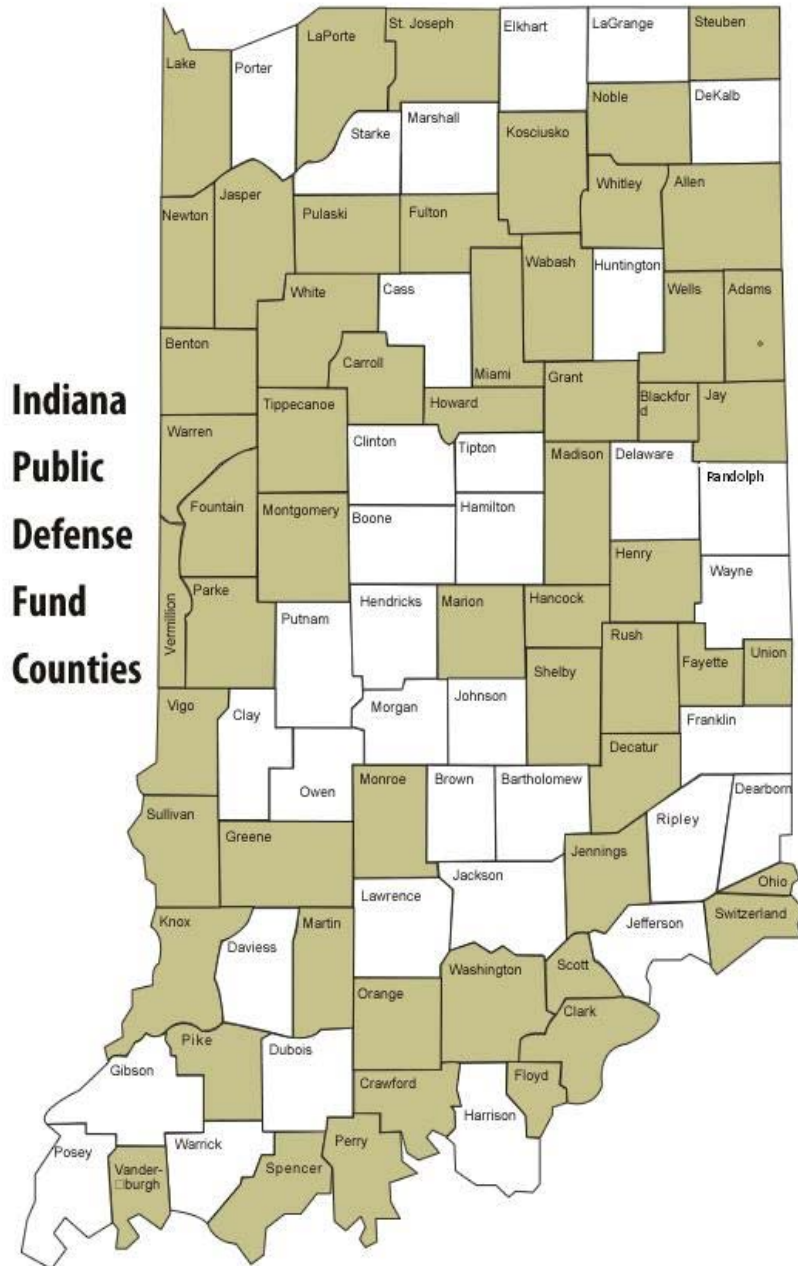 Indiana
Public
Defense
Fund
Counties
St. Joseph
Elkhart
LaGrange
Steuben
LaPorte
Lake
Porter
Noble
DeKalb
Starke
Marshall
Kosciusko
Whitley
Allen
Newton
Jasper
Pulaski
Fulton
Wabash
Huntington
White
Cass
Wells
Adams
Benton
Carroll
Miami
Grant
Tippecanoe
Howard
Blackfor
d
Jay
Warren
Clinton
Tipton
Madison
Delaware
Randolph
Fountain
Montgomery
Boone
Hamilton
Henry
Wayne
Parke
Vermillion
Putnam
Hendricks
Marion
Hancock
Rush
Fayette
Union
Shelby
Vigo
Clay
Morgan
Johnson
Franklin
Decatur
Owen
Monroe
Brown
Bartholomew
Dearborn
Sullivan
Greene
Ripley
Jennings
Jackson
Ohio
Lawrence
Knox
Martin
Jefferson
Switzerland
Daviess
Washington
Scott
Orange
Clark
Pike
Dubois
Gibson
Crawford
Floyd
Harrison
Posey
Warrick
Perry
Vander-
□burgh
Spencer